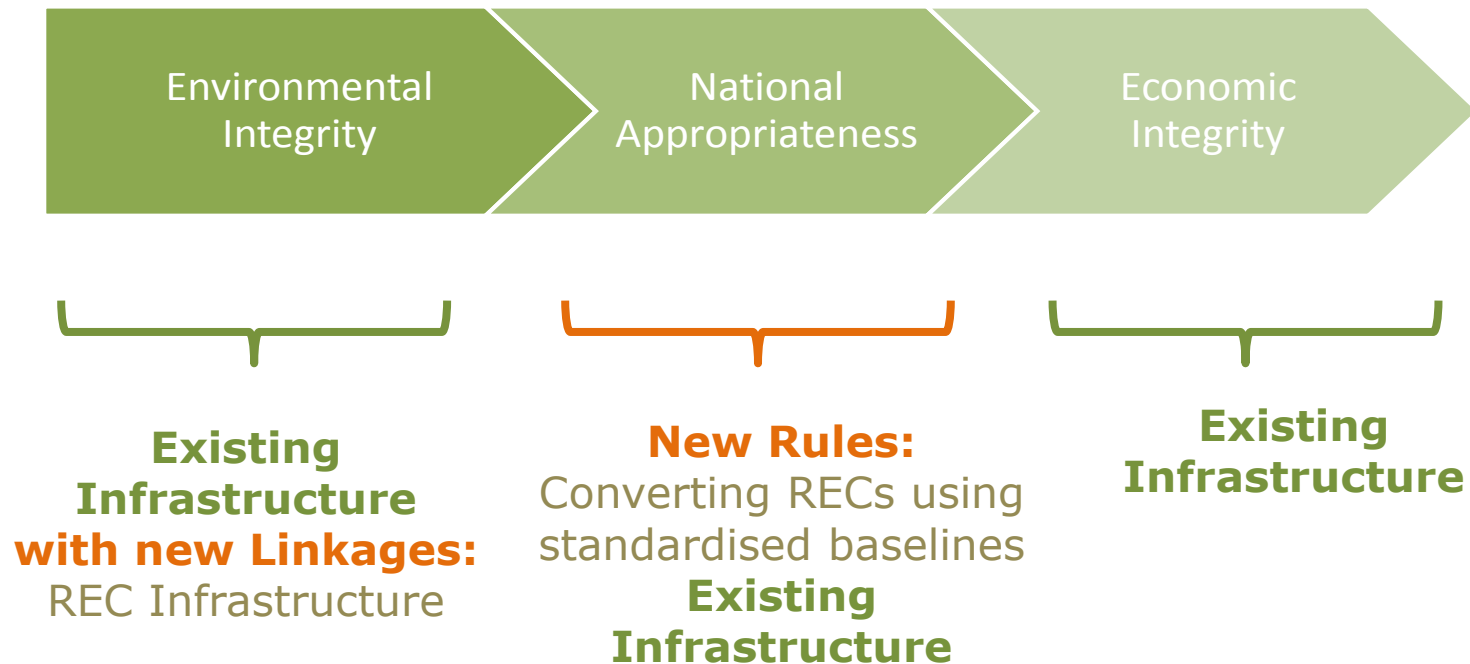 Environmental
Integrity
National
Appropriateness
Economic
Integrity
Existing
Infrastructure
with new Linkages:
REC Infrastructure
New Rules:
Converting RECs using
standardised baselines
Existing
Infrastructure
Existing
Infrastructure